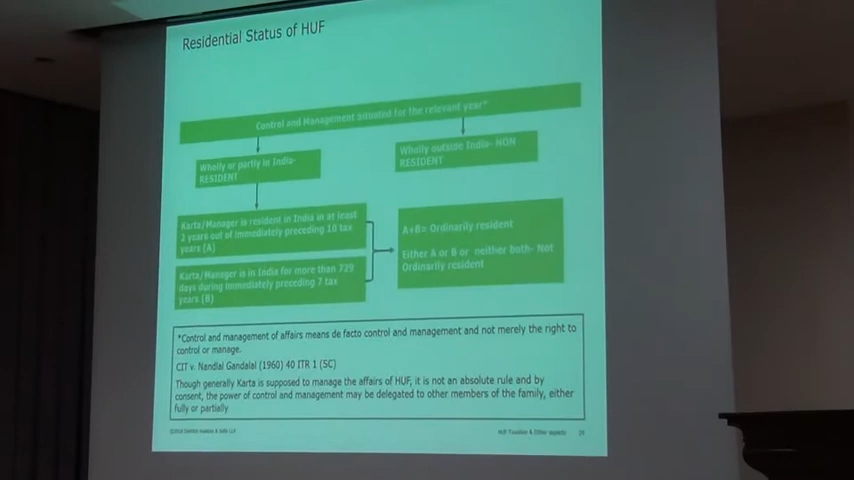 Residential Status of HUF
Control and Management situated for the relevant year*
Wholly or partly in India-
RESIDENT
Wholly outside India- NON
RESIDENT
Karta/Manager is resident in India in at least
2 years out of immediately preceding 10 tax
years (A)
Karta/Manager is in India for more than 729
days during immediately preceding 7 tax
years (B)
A+B= Ordinarily resident
Either A or B or neither both- Not
Ordinarily resident
*Control and management of affairs means de facto control and management and not merely the right to
control or manage.
CIT v. Nandlal Gandalal (1960) 40 ITR 1 (SC)
Though generally Karta is supposed to manage the affairs of HUF, it is not an absolute rule and by
consent, the power of control and management may be delegated to other members of the family, either
fully or partially
HUF Taxation & Other aspects